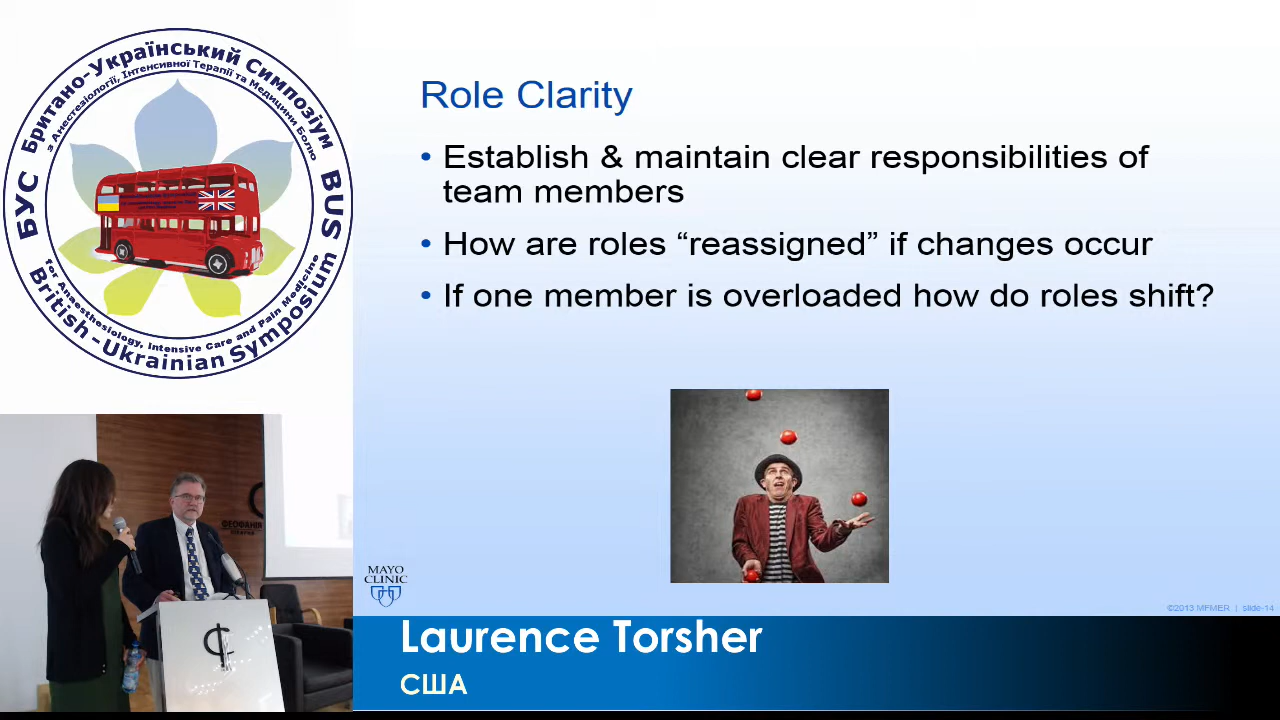 Британо-Український Симпозіум
з Анестезіології, Інтенсивної Терапії та Медицини Болю
БУС
BUS
for Anaesthesiology, Intensive Care and Pain Medicine
British-Ukrainian Symposium
Role Clarity
• Establish & maintain clear responsibilities of
team members
• How are roles “reassigned” if changes occur
• If one member is overloaded how do roles shift?
ФЕОФАНІЯ
MAYO
CLINIC
©2013 MFMER | slide-14
Laurence Torsher
США